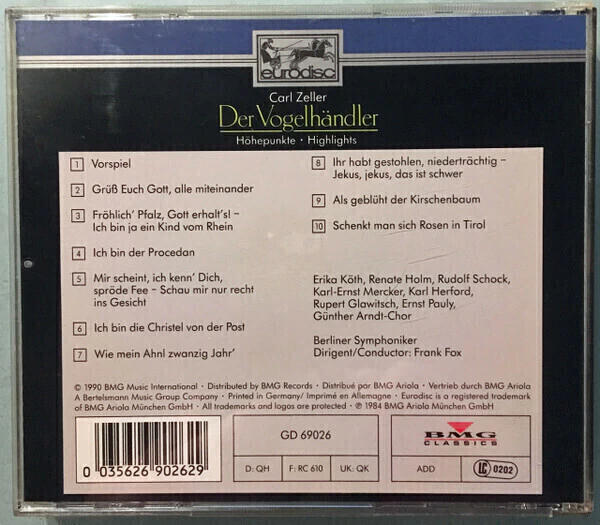 eurodisc
Carl Zeller
Der Vogelhändler
Höhepunkte · Highlights
1 Vorspiel
2 Grüß Euch Gott, alle miteinander
3 Fröhlich' Pfalz, Gott erhalt's! –
Ich bin ja ein Kind vom Rhein
4 Ich bin der Procedan
5 Mir scheint, ich kenn' Dich,
spröde Fee – Schau mir nur recht
ins Gesicht
6 Ich bin die Christel von der Post
7 Wie mein Ahnl zwanzig Jahr'
8 Ihr habt gestohlen, niederträchtig –
Jekus, jekus, das ist schwer
9 Als geblüht der Kirschenbaum
10 Schenkt man sich Rosen in Tirol
Erika Köth, Renate Holm, Rudolf Schock,
Karl-Ernst Mercker, Karl Herford,
Rupert Glawitsch, Ernst Pauly,
Günther Arndt-Chor
Berliner Symphoniker
Dirigent/Conductor: Frank Fox
© 1990 BMG Music International · Distributed by BMG Records · Distribué par BMG Ariola · Vertrieb durch BMG Ariola
A Bertelsmann Music Group Company · Printed in Germany/ Imprimé en Allemagne · Eurodisc is a registered trademark
of BMG Ariola München GmbH · All trademarks and logos are protected · ℗ 1984 BMG Ariola München GmbH
0 035626 902629
GD 69026
D: QH
F: RC 610
UK: QK
BMG
CLASSICS
ADD
LC 0202